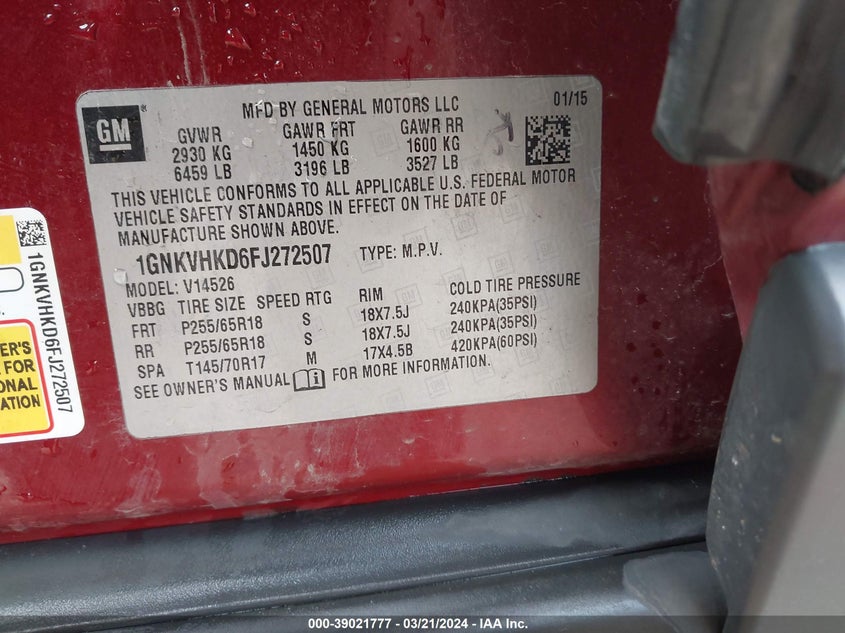 GM
MFD BY GENERAL MOTORS LLC 01/15
GVWR GAWR FRT GAWR RR
2930 KG 1450 KG 1600 KG
6459 LB 3196 LB 3527 LB
THIS VEHICLE CONFORMS TO ALL APPLICABLE U.S. FEDERAL MOTOR
VEHICLE SAFETY STANDARDS IN EFFECT ON THE DATE OF
MANUFACTURE SHOWN ABOVE.
1GNKVHKD6FJ272507 TYPE: M.P.V.
MODEL: V14526
VBBG TIRE SIZE SPEED RTG RIM COLD TIRE PRESSURE
FRT P255/65R18 S 18X7.5J 240KPA(35PSI)
RR P255/65R18 S 18X7.5J 240KPA(35PSI)
SPA T145/70R17 M 17X4.5B 420KPA(60PSI)
SEE OWNER'S MANUAL i FOR MORE INFORMATION.
1GNKVHKD6FJ272507
FOR
000-39021777 - 03/21/2024 - IAA Inc.